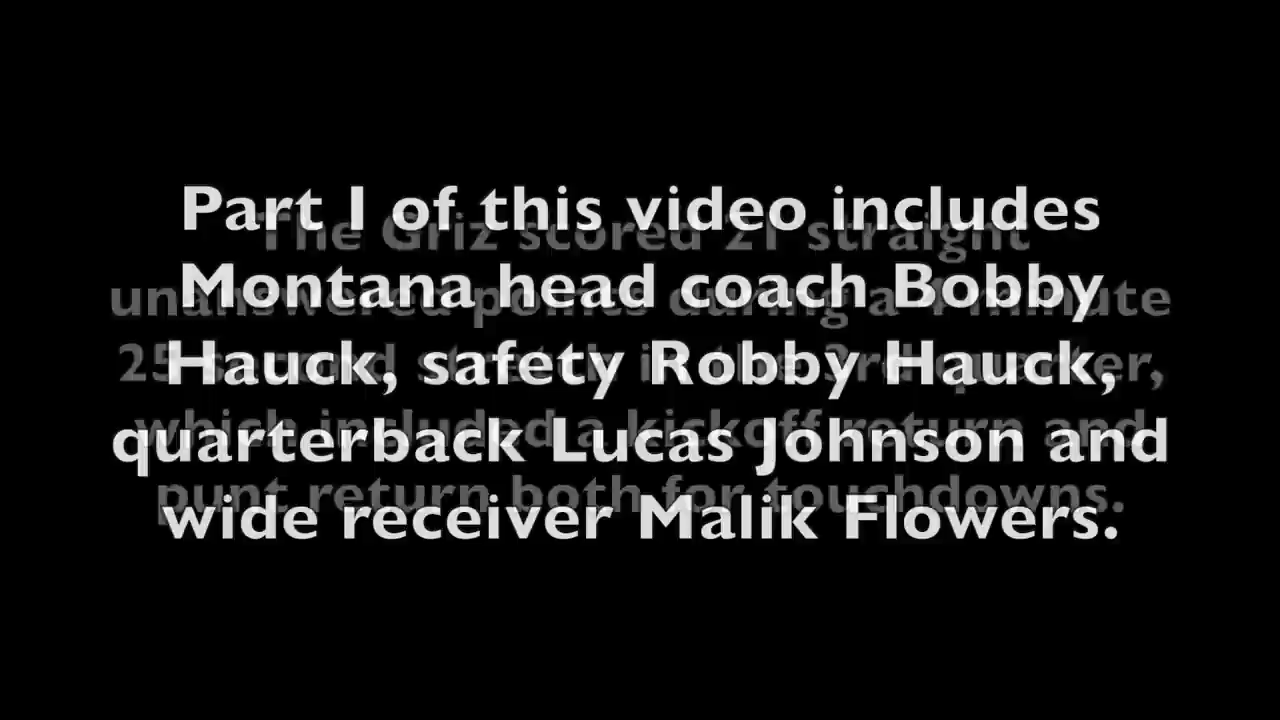 Part I of this video includes
Montana head coach Bobby
Hauck, safety Robby Hauck,
quarterback Lucas Johnson and
wide receiver Malik Flowers.
The Griz scored 21 straight
unanswered points during a 4 minute
25 second stretch in the 3rd quarter,
which included a kickoff return and
punt return both for touchdowns.